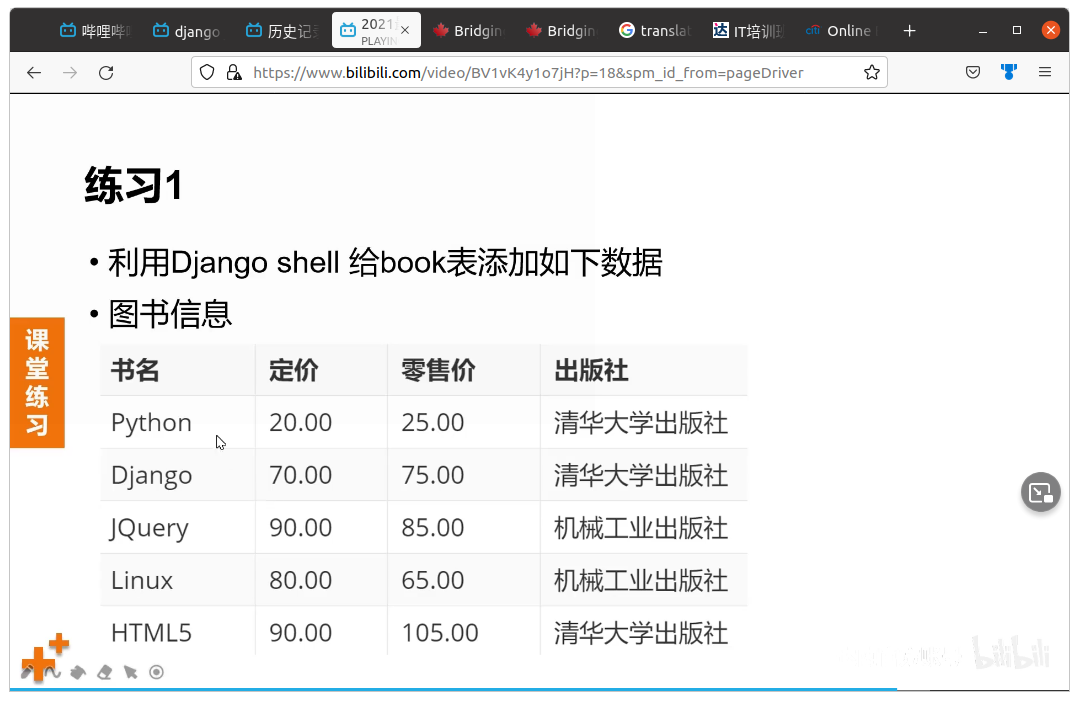 哔哩哔哩 django 历史记录 2021 Bridgin Bridgin translat IT培训班 Online
PLAYIN
https://www.bilibili.com/video/BV1vK4y1o7jH?p=18&spm_id_from=pageDriver
练习1
• 利用Django shell 给book表添加如下数据
• 图书信息
课
堂
练
习
书名 定价 零售价 出版社
Python 20.00 25.00 清华大学出版社
Django 70.00 75.00 清华大学出版社
JQuery 90.00 85.00 机械工业出版社
Linux 80.00 65.00 机械工业出版社
HTML5 90.00 105.00 清华大学出版社
bilibili